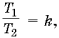 T₁/T₂ = k,